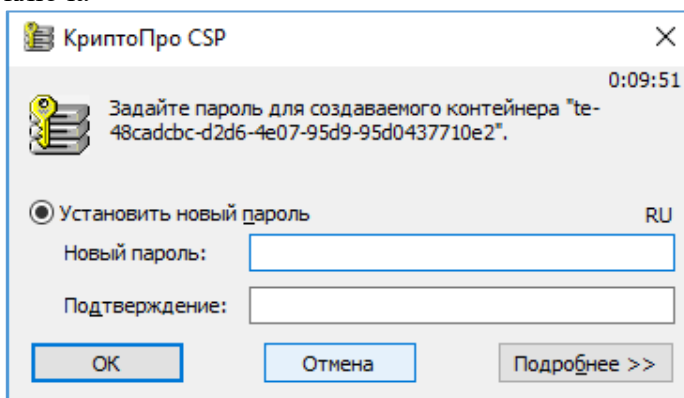 КриптоПро CSP
0:09:51
Задайте пароль для создаваемого контейнера "te-
48cadcbc-d2d6-4e07-95d9-95d0437710e2".
Установить новый пароль
RU
Новый пароль:
Подтверждение:
ОК
Отмена
Подробнее >>